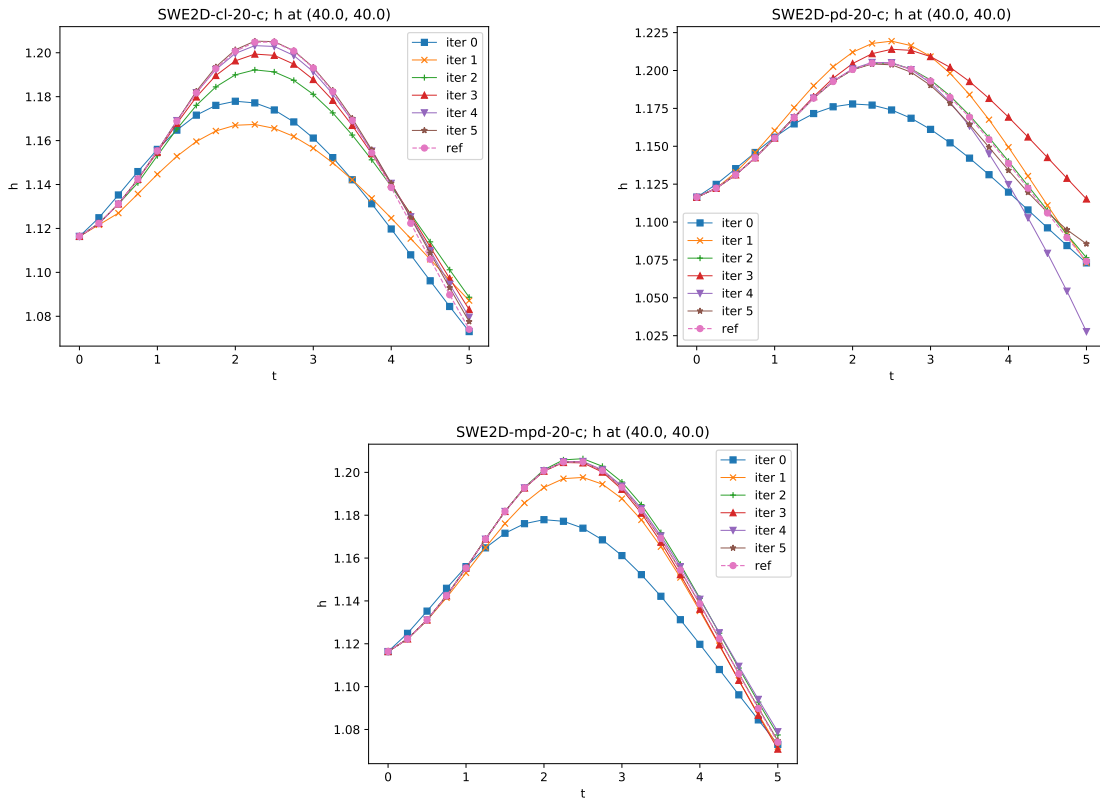 SWE2D-cl-20-c; h at (40.0, 40.0)
1.20
1.18
1.16
1.14
1.12
1.10
1.08
h
0 1 2 3 4 5
t
iter 0
iter 1
iter 2
iter 3
iter 4
iter 5
ref
SWE2D-pd-20-c; h at (40.0, 40.0)
1.225
1.200
1.175
1.150
1.125
1.100
1.075
1.050
1.025
h
0 1 2 3 4 5
t
iter 0
iter 1
iter 2
iter 3
iter 4
iter 5
ref
SWE2D-mpd-20-c; h at (40.0, 40.0)
1.20
1.18
1.16
1.14
1.12
1.10
1.08
h
0 1 2 3 4 5
t
iter 0
iter 1
iter 2
iter 3
iter 4
iter 5
ref